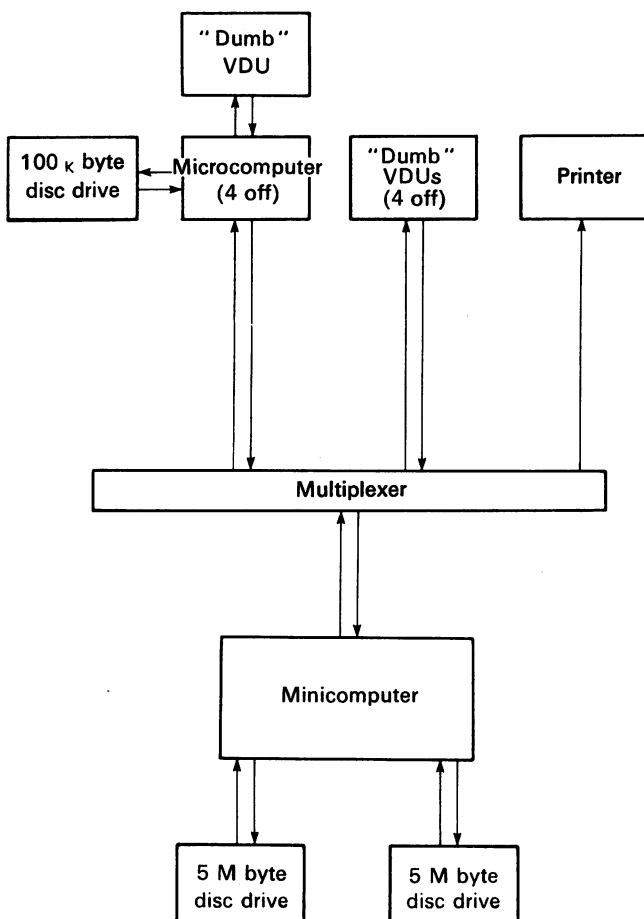 "Dumb"
VDU
100 K byte
disc drive
Microcomputer
(4 off)
"Dumb"
VDUs
(4 off)
Printer
Multiplexer
Minicomputer
5 M byte
disc drive
5 M byte
disc drive